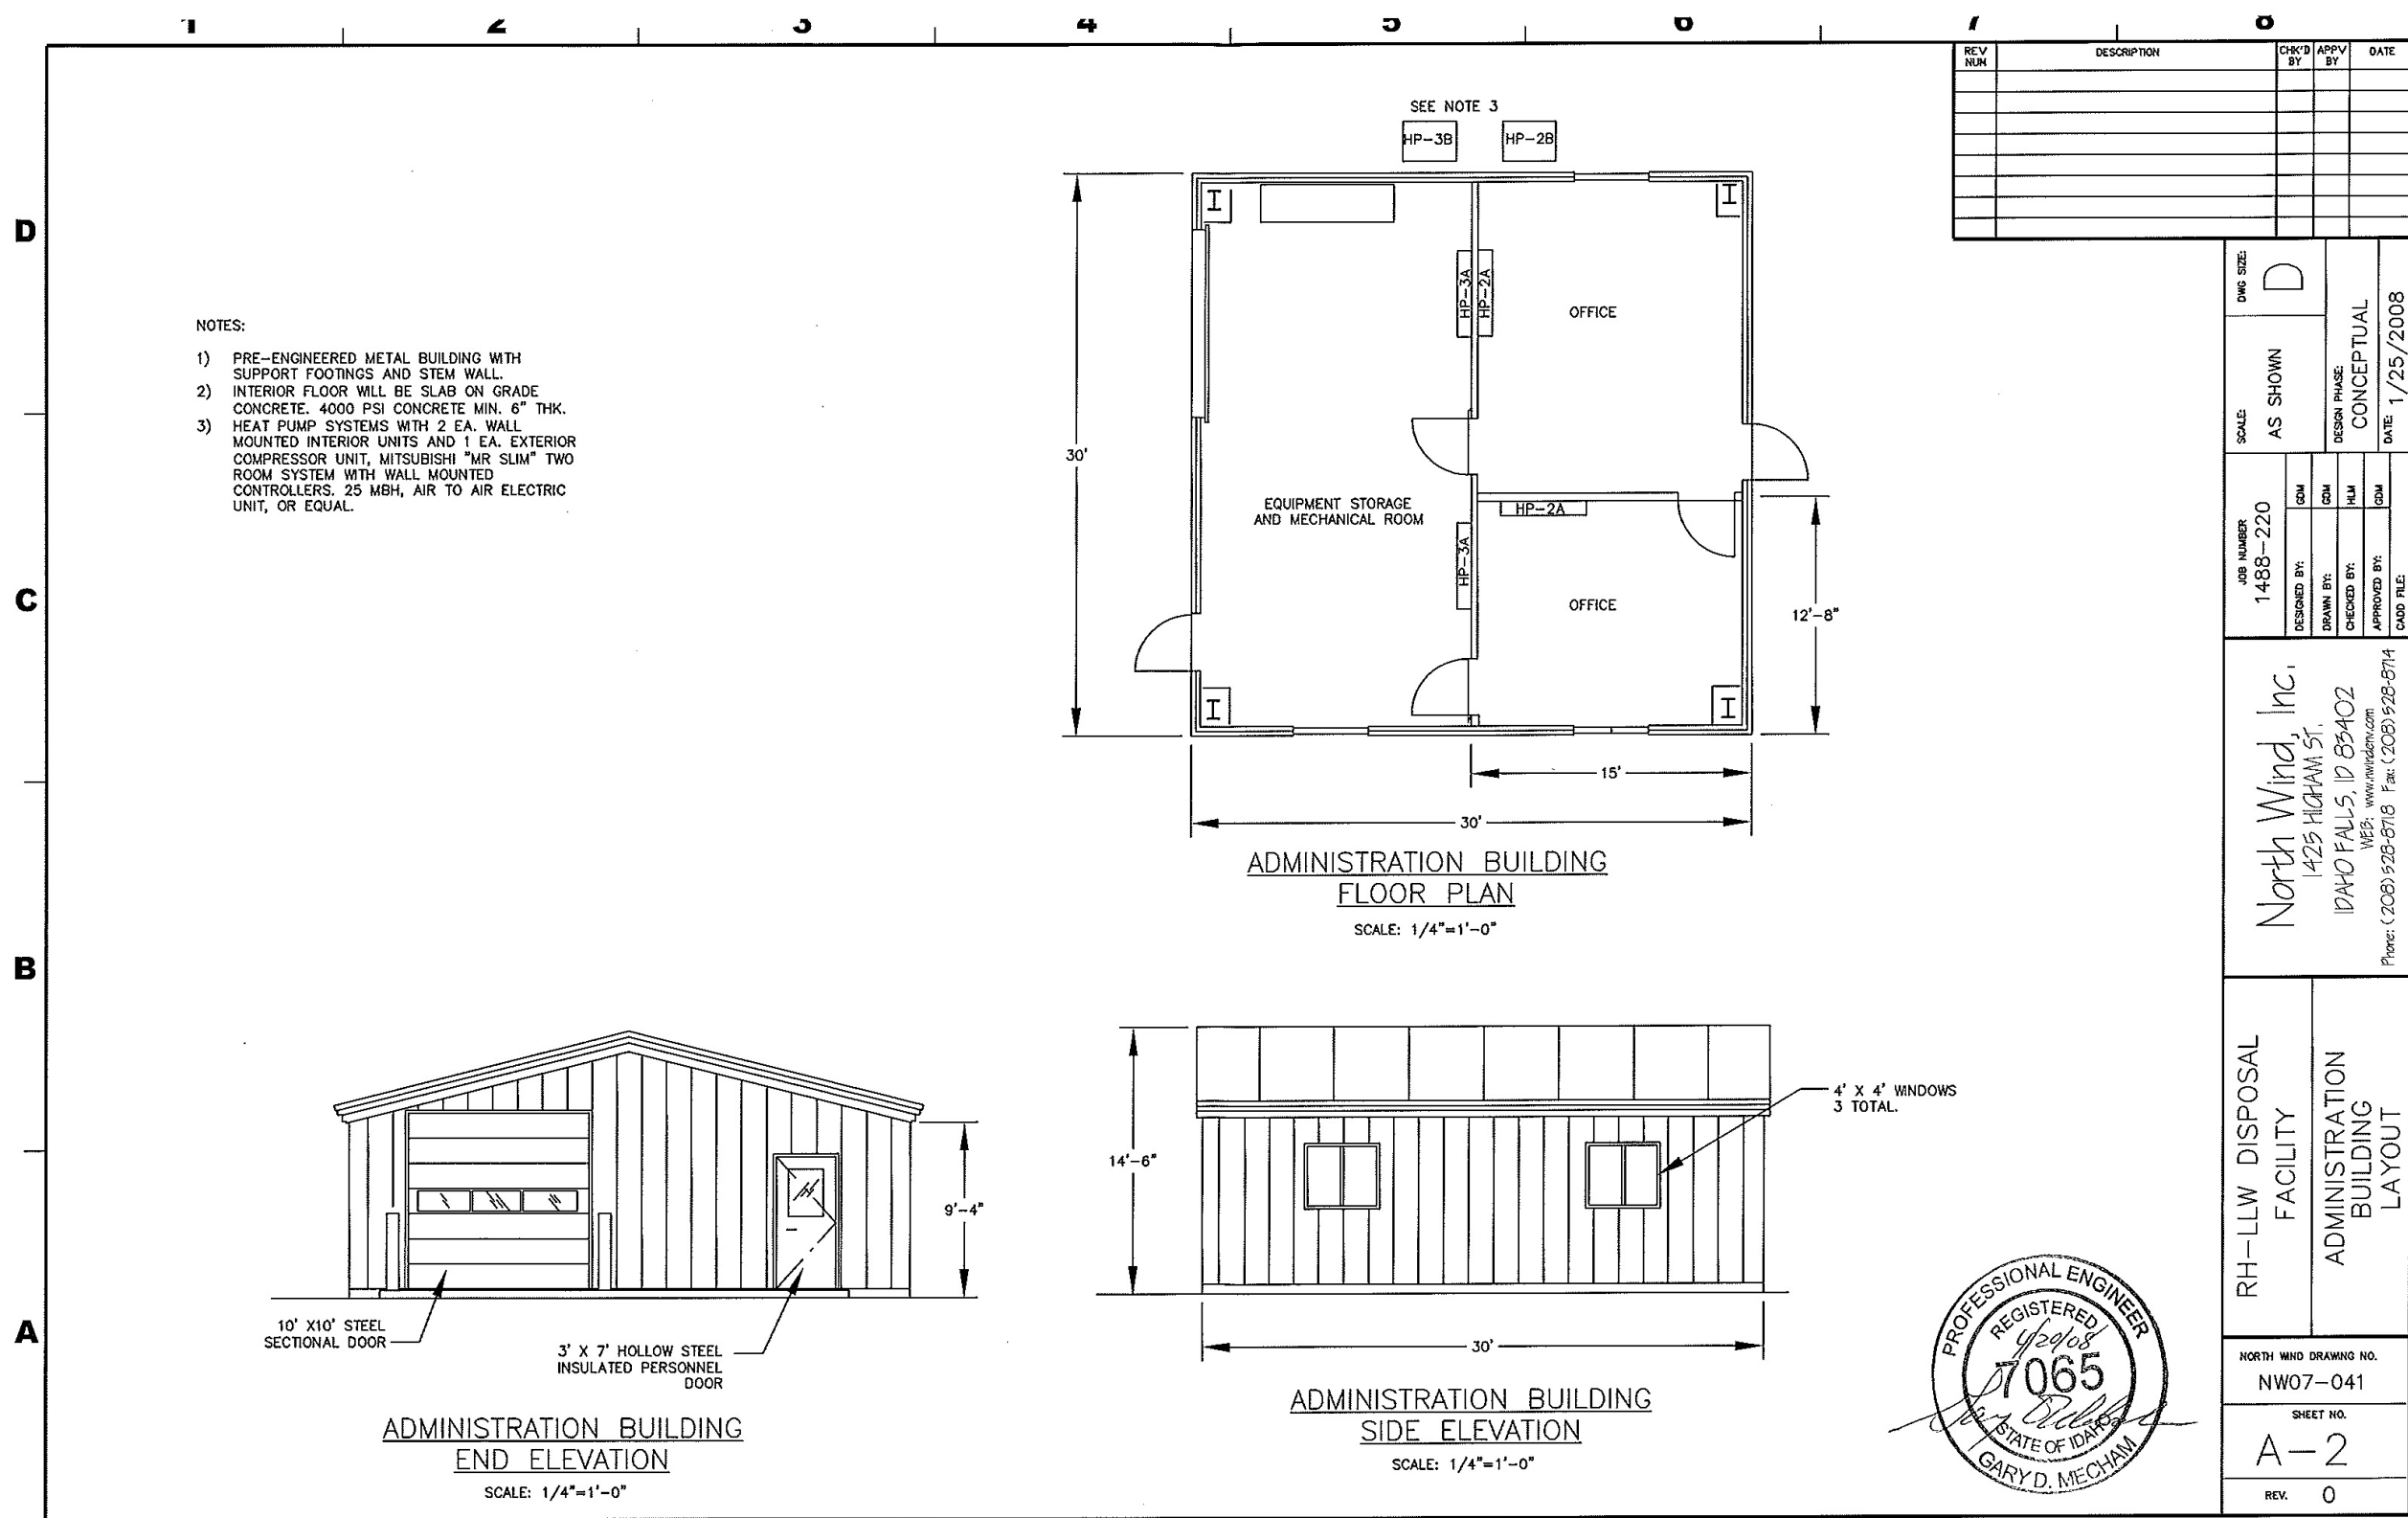 1 2 3 4 5 6 7 8
D
C
B
A
REV NUM
DESCRIPTION
CHK'D BY
APPV BY
DATE
SEE NOTE 3
HP-3B HP-2B
HP-3A HP-2A
OFFICE
30'
EQUIPMENT STORAGE
AND MECHANICAL ROOM
HP-2A
HP-3A
OFFICE
12'-8"
15'
30'
ADMINISTRATION BUILDING
FLOOR PLAN
SCALE: 1/4"=1'-0"
NOTES:
1) PRE-ENGINEERED METAL BUILDING WITH
SUPPORT FOOTINGS AND STEM WALL.
2) INTERIOR FLOOR WILL BE SLAB ON GRADE
CONCRETE. 4000 PSI CONCRETE MIN. 6" THK.
3) HEAT PUMP SYSTEMS WITH 2 EA. WALL
MOUNTED INTERIOR UNITS AND 1 EA. EXTERIOR
COMPRESSOR UNIT, MITSUBISHI "MR SLIM" TWO
ROOM SYSTEM WITH WALL MOUNTED
CONTROLLERS. 25 MBH, AIR TO AIR ELECTRIC
UNIT, OR EQUAL.
9'-4"
10' X10' STEEL
SECTIONAL DOOR
3' X 7' HOLLOW STEEL
INSULATED PERSONNEL
DOOR
ADMINISTRATION BUILDING
END ELEVATION
SCALE: 1/4"=1'-0"
14'-6"
4' X 4' WINDOWS
3 TOTAL.
30'
ADMINISTRATION BUILDING
SIDE ELEVATION
SCALE: 1/4"=1'-0"
PROFESSIONAL ENGINEER
REGISTERED
4/20/08
7065
STATE OF IDAHO
GARY D. MECHAM
DWG SIZE:
D
SCALE:
AS SHOWN
DESIGN PHASE:
CONCEPTUAL
DATE: 1/25/2008
JOB NUMBER
1488-220
DESIGNED BY: GDM
DRAWN BY: GDM
CHECKED BY: HLM
APPROVED BY: GDM
CADD FILE:
North Wind, Inc.
1425 HIGHAM ST.
IDAHO FALLS, ID 83402
WEB: www.nwindenv.com
Phone: (208) 528-8718 Fax: (208) 528-8714
RH-LLW DISPOSAL
FACILITY
ADMINISTRATION
BUILDING
LAYOUT
NORTH WIND DRAWING NO.
NW07-041
SHEET NO.
A-2
REV. 0